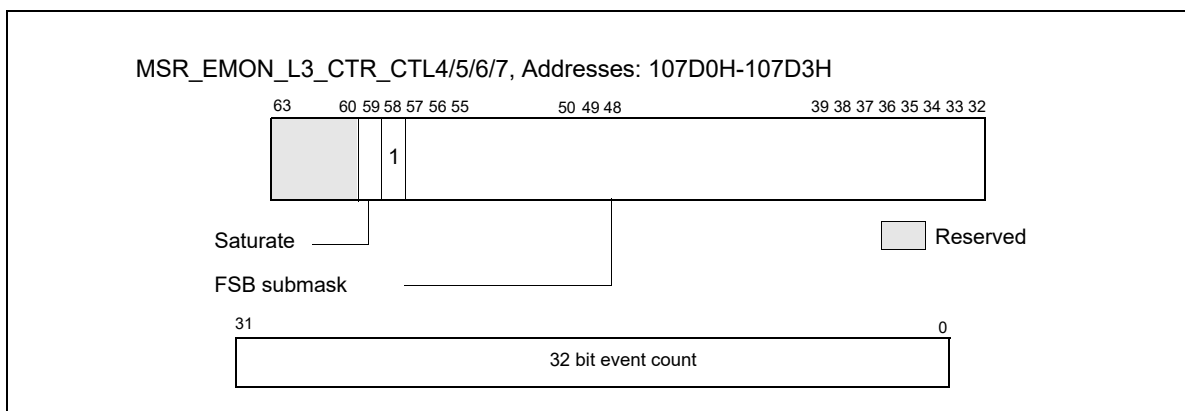 MSR_EMON_L3_CTR_CTL4/5/6/7, Addresses: 107D0H-107D3H
63 60 59 58 57 56 55 50 49 48 39 38 37 36 35 34 33 32
1
Saturate
Reserved
FSB submask
31 0
32 bit event count